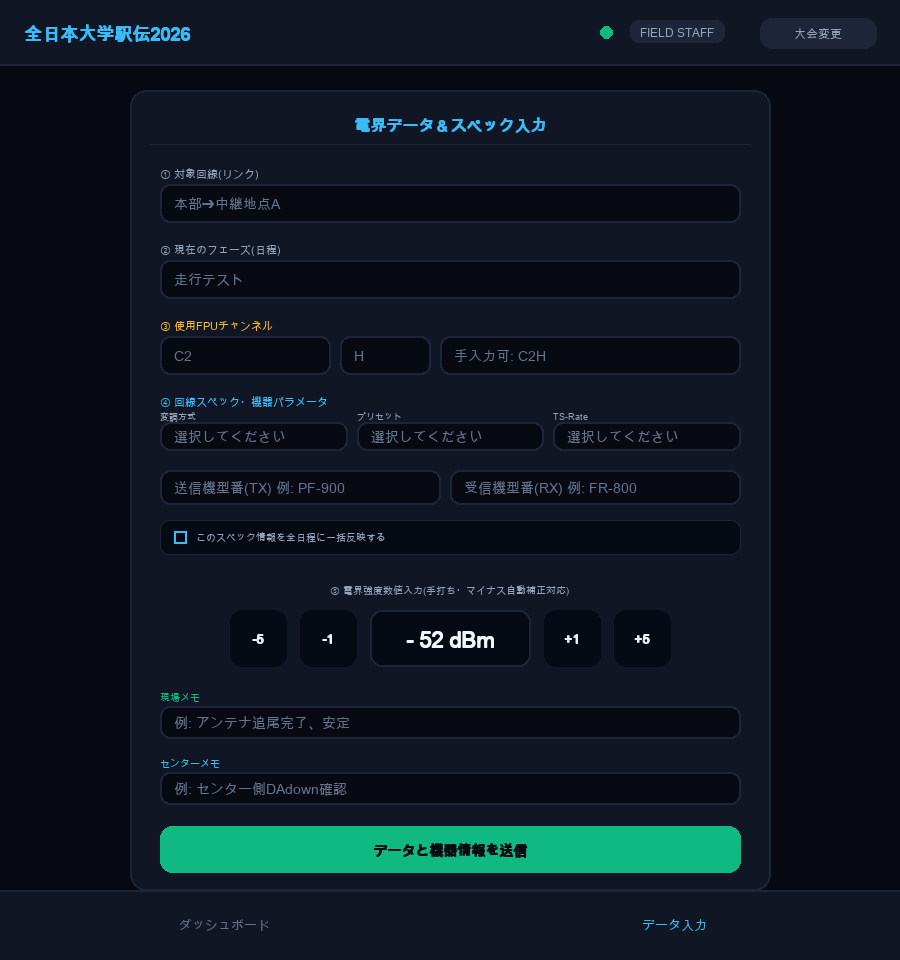 全日本大学駅伝2026
FIELD STAFF
大会変更
電界データ＆スペック入力
① 対象回線(リンク)
本部➔中継地点A
② 現在のフェーズ(日程)
走行テスト
③ 使用FPUチャンネル
C2
H
手入力可: C2H
④ 回線スペック・機器パラメータ
変調方式 プリセット TS-Rate
選択してください 選択してください 選択してください
送信機型番(TX) 例: PF-900
受信機型番(RX) 例: FR-800
このスペック情報を全日程に一括反映する
⑤ 電界強度数値入力(手打ち・マイナス自動補正対応)
-5 -1 - 52 dBm +1 +5
現場メモ
例: アンテナ追尾完了、安定
センターメモ
例: センター側DAdown確認
データと機器情報を送信
ダッシュボード
データ入力